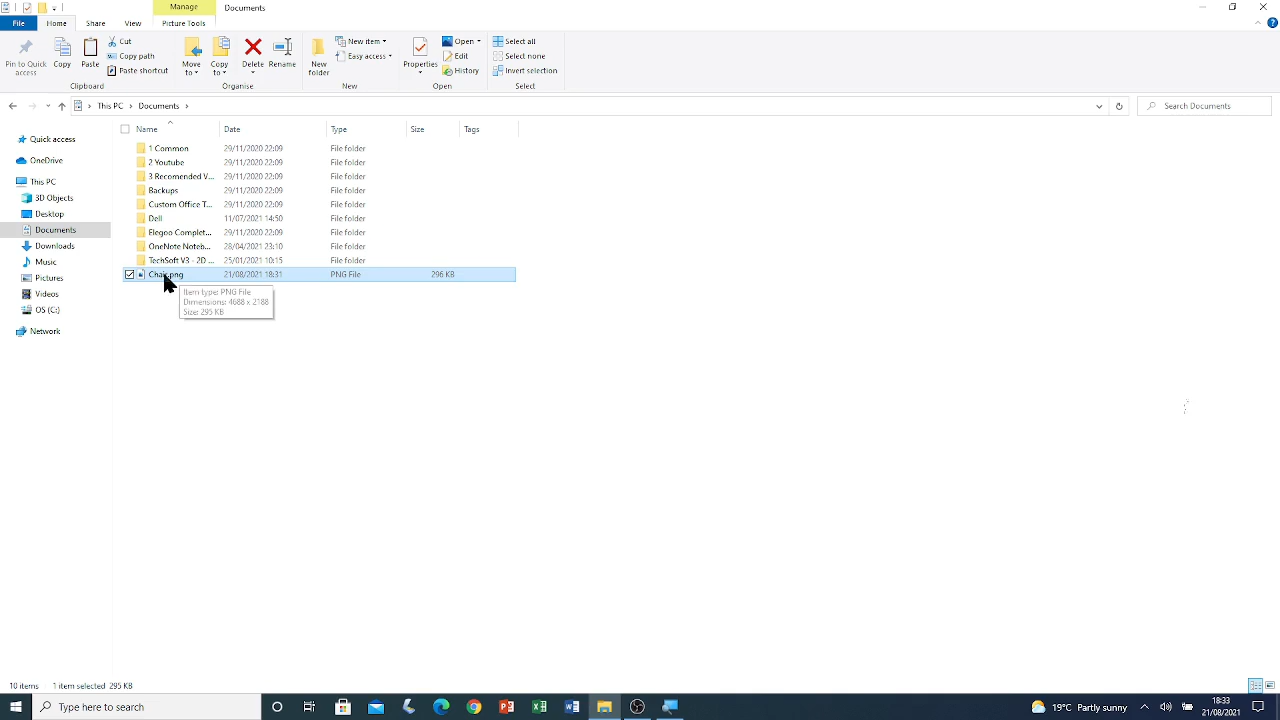 Manage
Documents
File
Home
Share
View
Picture Tools
Pin to Quick access
Copy
Paste
Cut
Copy path
Paste shortcut
Clipboard
Move to
Copy to
Delete
Rename
Organise
New folder
New item
Easy access
New
Properties
Open
Edit
History
Open
Select all
Select none
Invert selection
Select
This PC
Documents
Search Documents
Name
Date
Type
Size
Tags
1 Common 29/11/2020 22:09 File folder
2 Youtube 29/11/2020 22:09 File folder
3 Recomended V... 29/11/2020 22:09 File folder
Backups 29/11/2020 22:09 File folder
Custom Office T... 29/11/2020 22:09 File folder
Dell 11/07/2021 14:50 File folder
Elegoo Complet... 29/11/2020 22:09 File folder
OneNote Noteb... 28/04/2021 23:10 File folder
TechSoft V3 - 2D ... 25/01/2021 10:15 File folder
Chair.png 21/08/2021 18:31 PNG File 296 KB
Item type: PNG File
Dimensions: 4688 x 2188
Size: 295 KB
Quick access
OneDrive
This PC
3D Objects
Desktop
Documents
Downloads
Music
Pictures
Videos
OS (C:)
Network
10 items 1 item selected 295 KB
Type here to search
19°C Partly sunny
18:33
21/08/2021